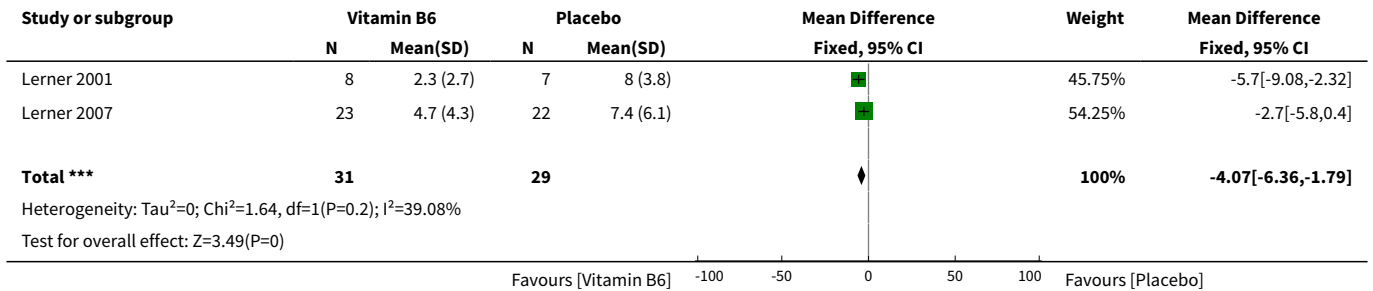 Study or subgroup Vitamin B6 Placebo Mean Difference Weight Mean Difference
N Mean(SD) N Mean(SD) Fixed, 95% CI Fixed, 95% CI
Lerner 2001 8 2.3 (2.7) 7 8 (3.8) 45.75% -5.7[-9.08,-2.32]
Lerner 2007 23 4.7 (4.3) 22 7.4 (6.1) 54.25% -2.7[-5.8,0.4]
Total *** 31 29 100% -4.07[-6.36,-1.79]
Heterogeneity: Tau²=0; Chi²=1.64, df=1(P=0.2); I²=39.08%
Test for overall effect: Z=3.49(P=0)
Favours [Vitamin B6] -100 -50 0 50 100 Favours [Placebo]